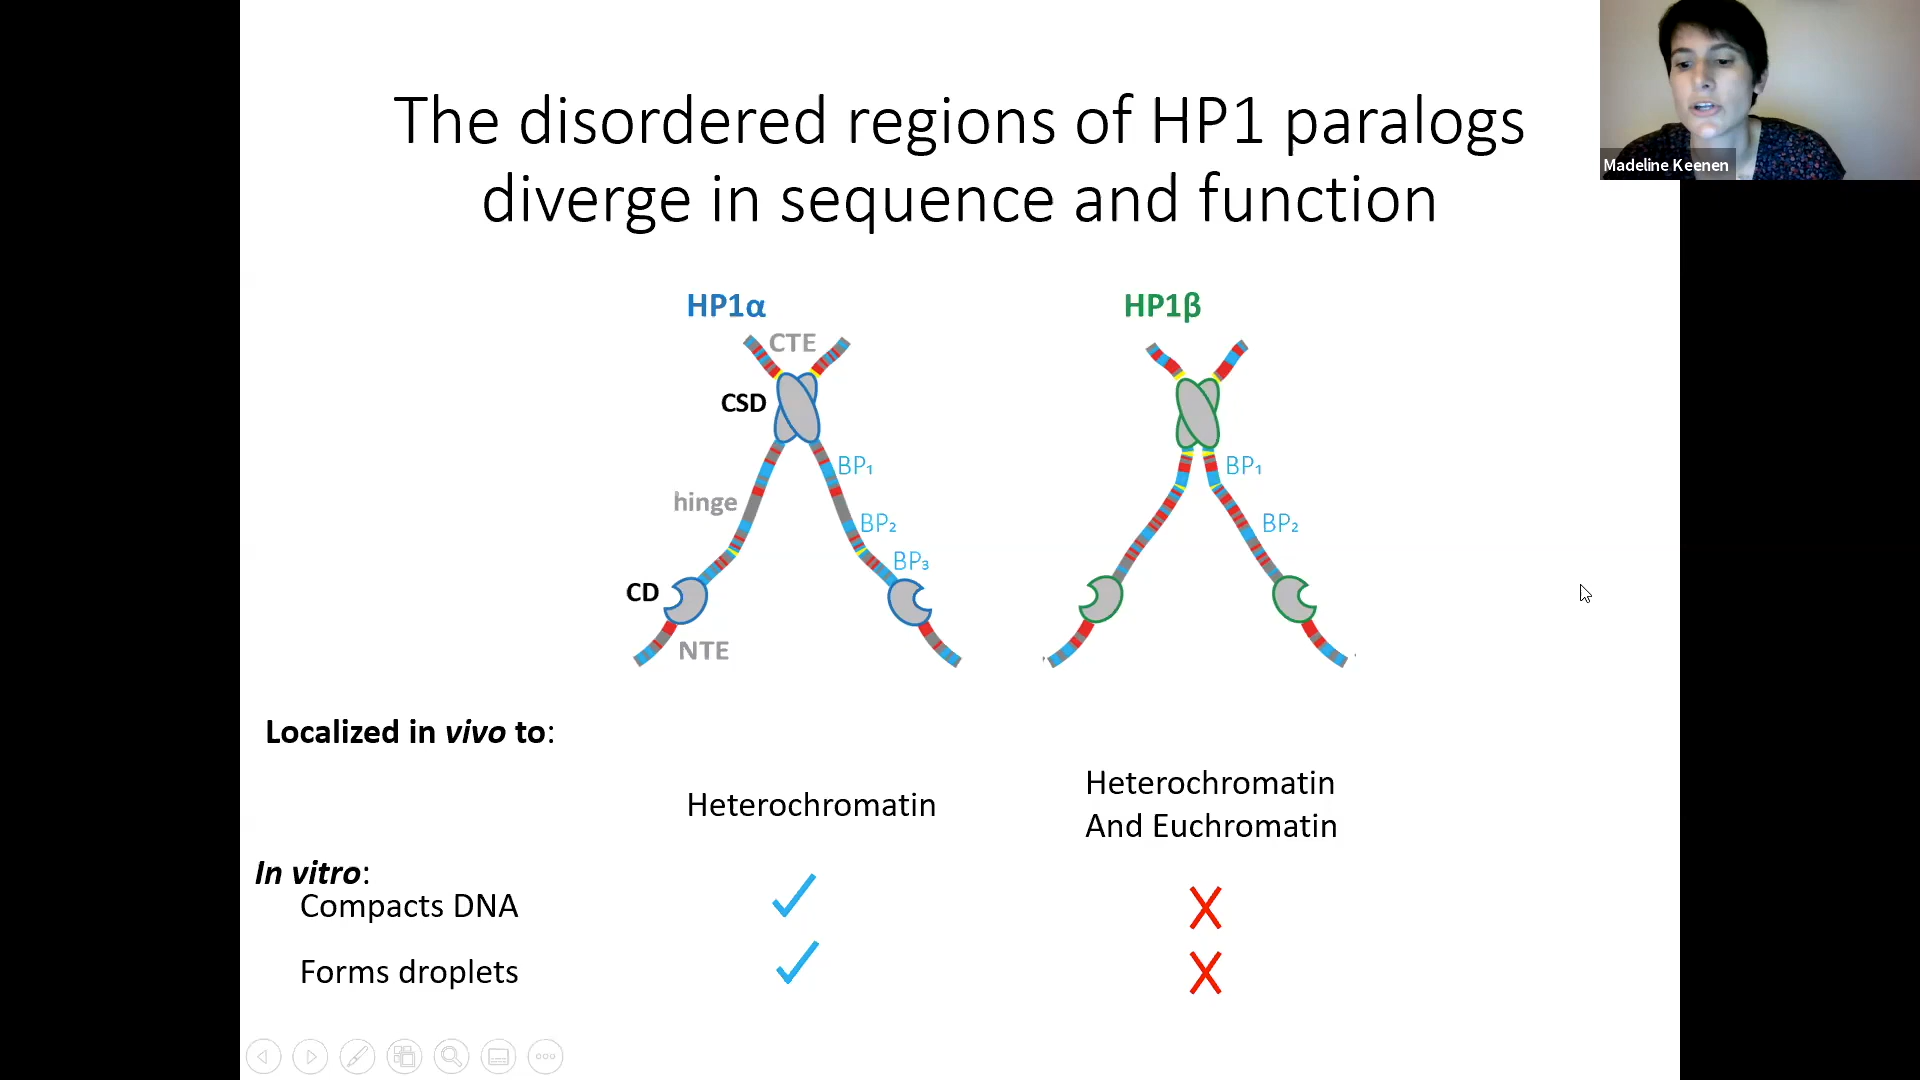 The disordered regions of HP1 paralogs
diverge in sequence and function
Madeline Keenen
HP1α
HP1β
CTE
CSD
BP₁
BP₁
hinge
BP₂
BP₂
BP₃
CD
NTE
Localized in vivo to:
Heterochromatin
Heterochromatin
And Euchromatin
In vitro:
Compacts DNA
Forms droplets